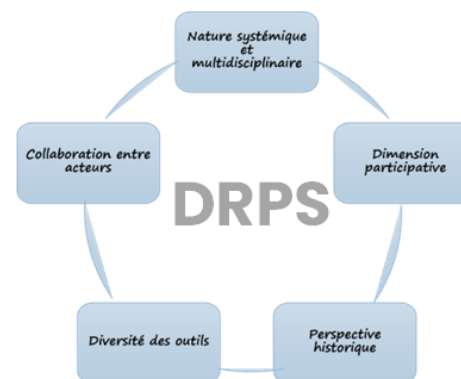 Nature systémique
et
multidisciplinaire
Collaboration entre
acteurs
Dimension
participative
DRPS
Diversité des outils
Perspective
historique